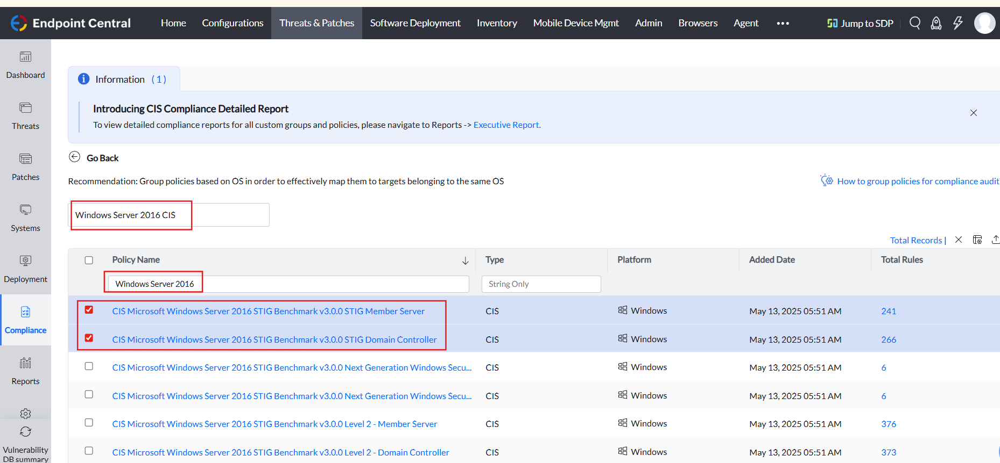 Endpoint Central
Home Configurations Threats & Patches Software Deployment Inventory Mobile Device Mgmt Admin Browsers Agent ••• Jump to SDP
Dashboard
Threats
Patches
Systems
Deployment
Compliance
Reports
Vulnerability
DB summary
Information (1)
Introducing CIS Compliance Detailed Report
To view detailed compliance reports for all custom groups and policies, please navigate to Reports -> Executive Report.
Go Back
Recommendation: Group policies based on OS in order to effectively map them to targets belonging to the same OS
How to group policies for compliance audit
Windows Server 2016 CIS
Total Records |
Policy Name Type Platform Added Date Total Rules
Windows Server 2016 String Only
CIS Microsoft Windows Server 2016 STIG Benchmark v3.0.0 STIG Member Server CIS Windows May 13, 2025 05:51 AM 241
CIS Microsoft Windows Server 2016 STIG Benchmark v3.0.0 STIG Domain Controller CIS Windows May 13, 2025 05:51 AM 266
CIS Microsoft Windows Server 2016 STIG Benchmark v3.0.0 Next Generation Windows Secu... CIS Windows May 13, 2025 05:51 AM 6
CIS Microsoft Windows Server 2016 STIG Benchmark v3.0.0 Next Generation Windows Secu... CIS Windows May 13, 2025 05:51 AM 6
CIS Microsoft Windows Server 2016 STIG Benchmark v3.0.0 Level 2 - Member Server CIS Windows May 13, 2025 05:51 AM 376
CIS Microsoft Windows Server 2016 STIG Benchmark v3.0.0 Level 2 - Domain Controller CIS Windows May 13, 2025 05:51 AM 373